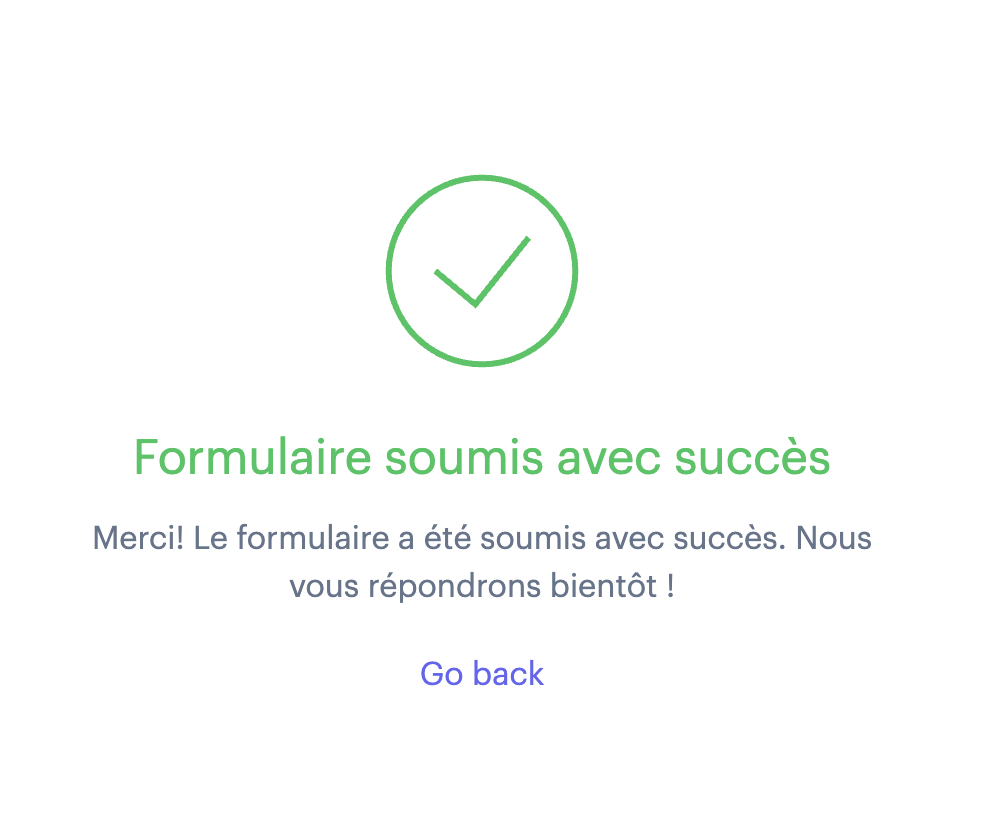 Formulaire soumis avec succès
Merci! Le formulaire a été soumis avec succès. Nous
vous répondrons bientôt !
Go back